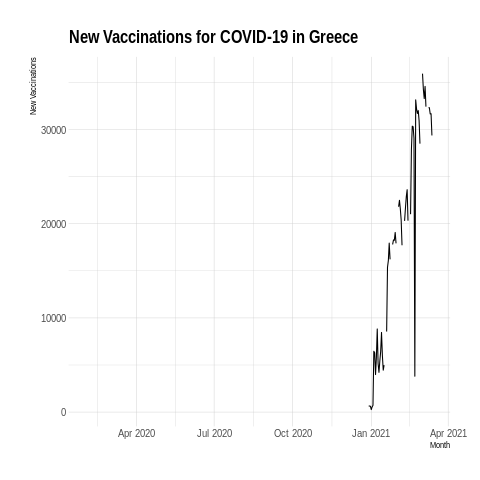 New Vaccinations for COVID-19 in Greece
New Vaccinations
30000
20000
10000
0
Apr 2020 Jul 2020 Oct 2020 Jan 2021 Apr 2021
Month